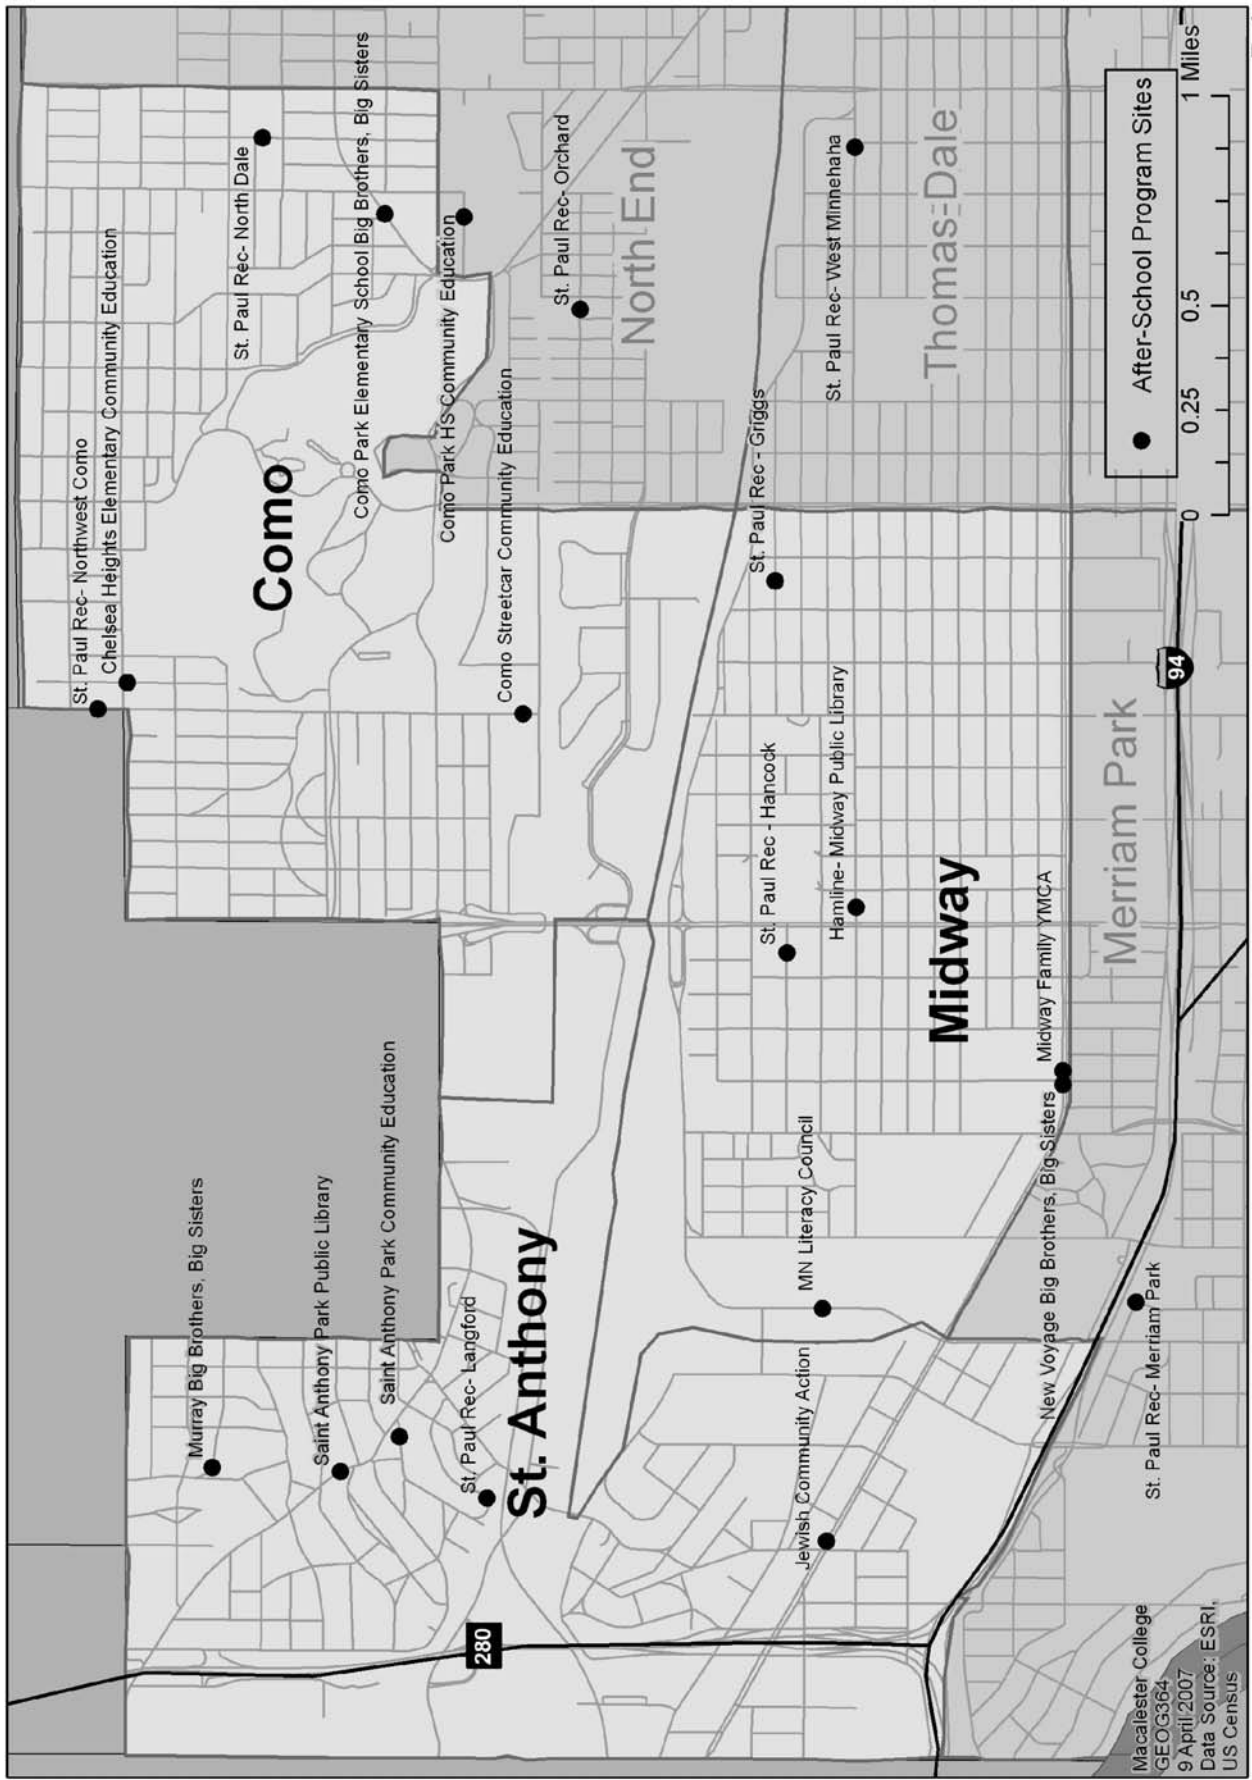 St. Paul Rec- Northwest Como
Chelsea Heights Elementary Community Education
St. Paul Rec- North Dale
Como
Como Park Elementary School Big Brothers, Big Sisters
Como Park HS Community Education
Como Streetcar Community Education
St. Paul Rec- Orchard
North End
Murray Big Brothers, Big Sisters
Saint Anthony Park Public Library
Saint Anthony Park Community Education
St. Paul Rec- Langford
St. Anthony
280
St. Paul Rec - Griggs
St. Paul Rec- West Minnehaha
Thomas-Dale
St. Paul Rec - Hancock
Hamline- Midway Public Library
MN Literacy Council
Jewish Community Action
Midway
Midway Family YMCA
New Voyage Big Brothers, Big Sisters
Merriam Park
St. Paul Rec- Merriam Park
94
After-School Program Sites
0 0.25 0.5 1 Miles
Macalester College
GEOG364
9 April 2007
Data Source: ESRI,
US Census